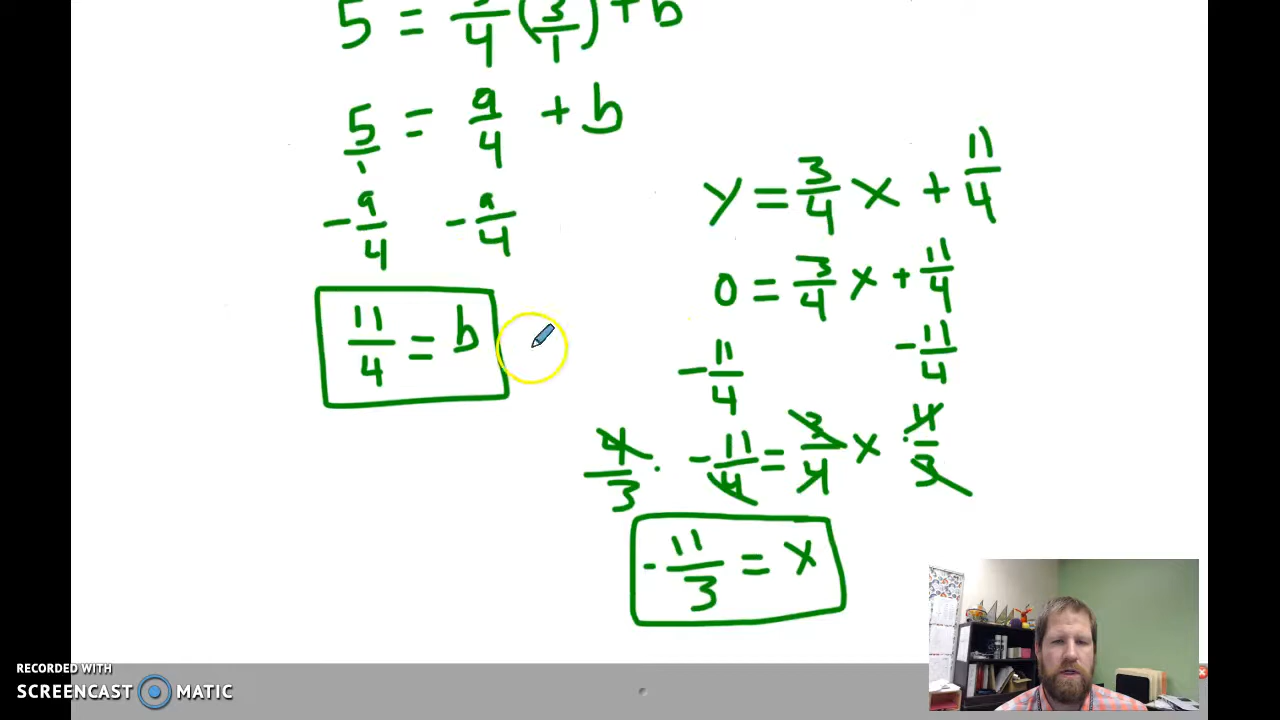 5 = 3/4 (3/1) + b
5/1 = 9/4 + b
-9/4 -9/4
11/4 = b
y = 3/4 x + 11/4
0 = 3/4 x + 11/4
-11/4 -11/4
4/3 · -11/4 = 3/4 x · 4/3
-11/3 = x
RECORDED WITH
SCREENCAST MATIC